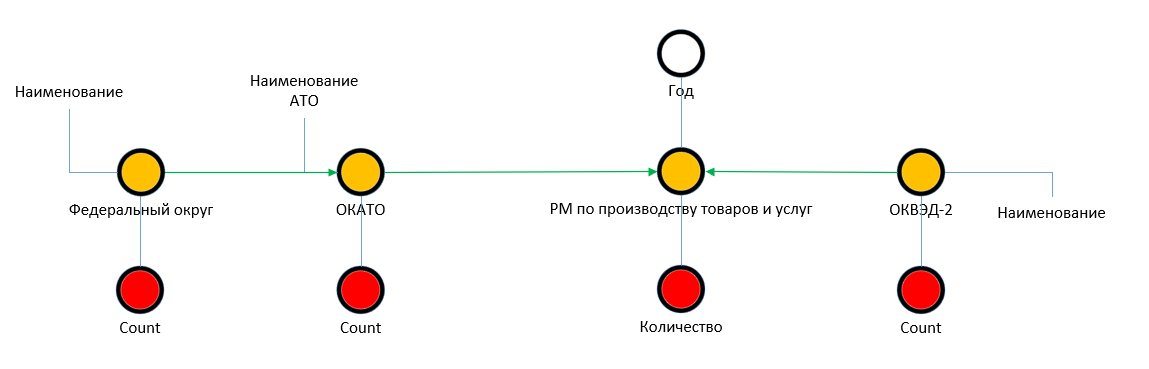 Год
Наименование
АТО
Наименование
Федеральный округ
ОКАТО
РМ по производству товаров и услуг
ОКВЭД-2
Наименование
Count
Count
Количество
Count